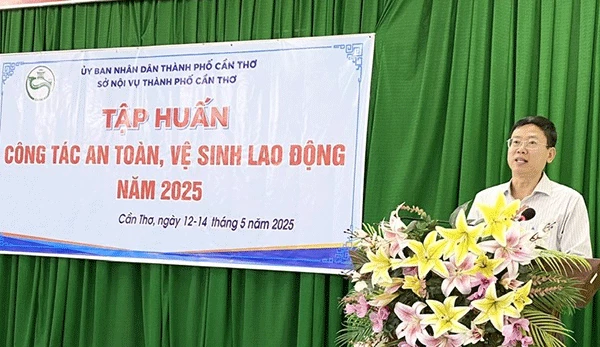 ỦY BAN NHÂN DÂN THÀNH PHỐ CẦN THƠ
SỞ NỘI VỤ THÀNH PHỐ CẦN THƠ
TẬP HUẤN
CÔNG TÁC AN TOÀN, VỆ SINH LAO ĐỘNG
NĂM 2025
Cần Thơ, ngày 12-14 tháng 5 năm 2025